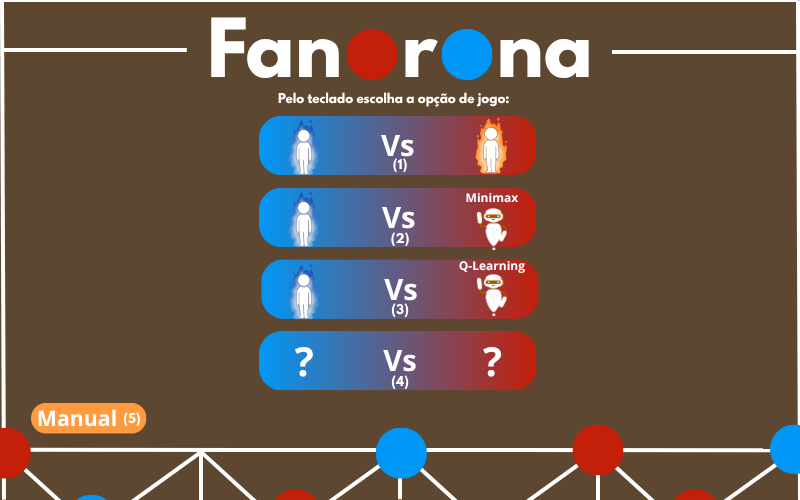 Fanorona
Pelo teclado escolha a opção de jogo:
Vs
(1)
Minimax
Vs
(2)
Q-Learning
Vs
(3)
? Vs ?
(4)
Manual (5)